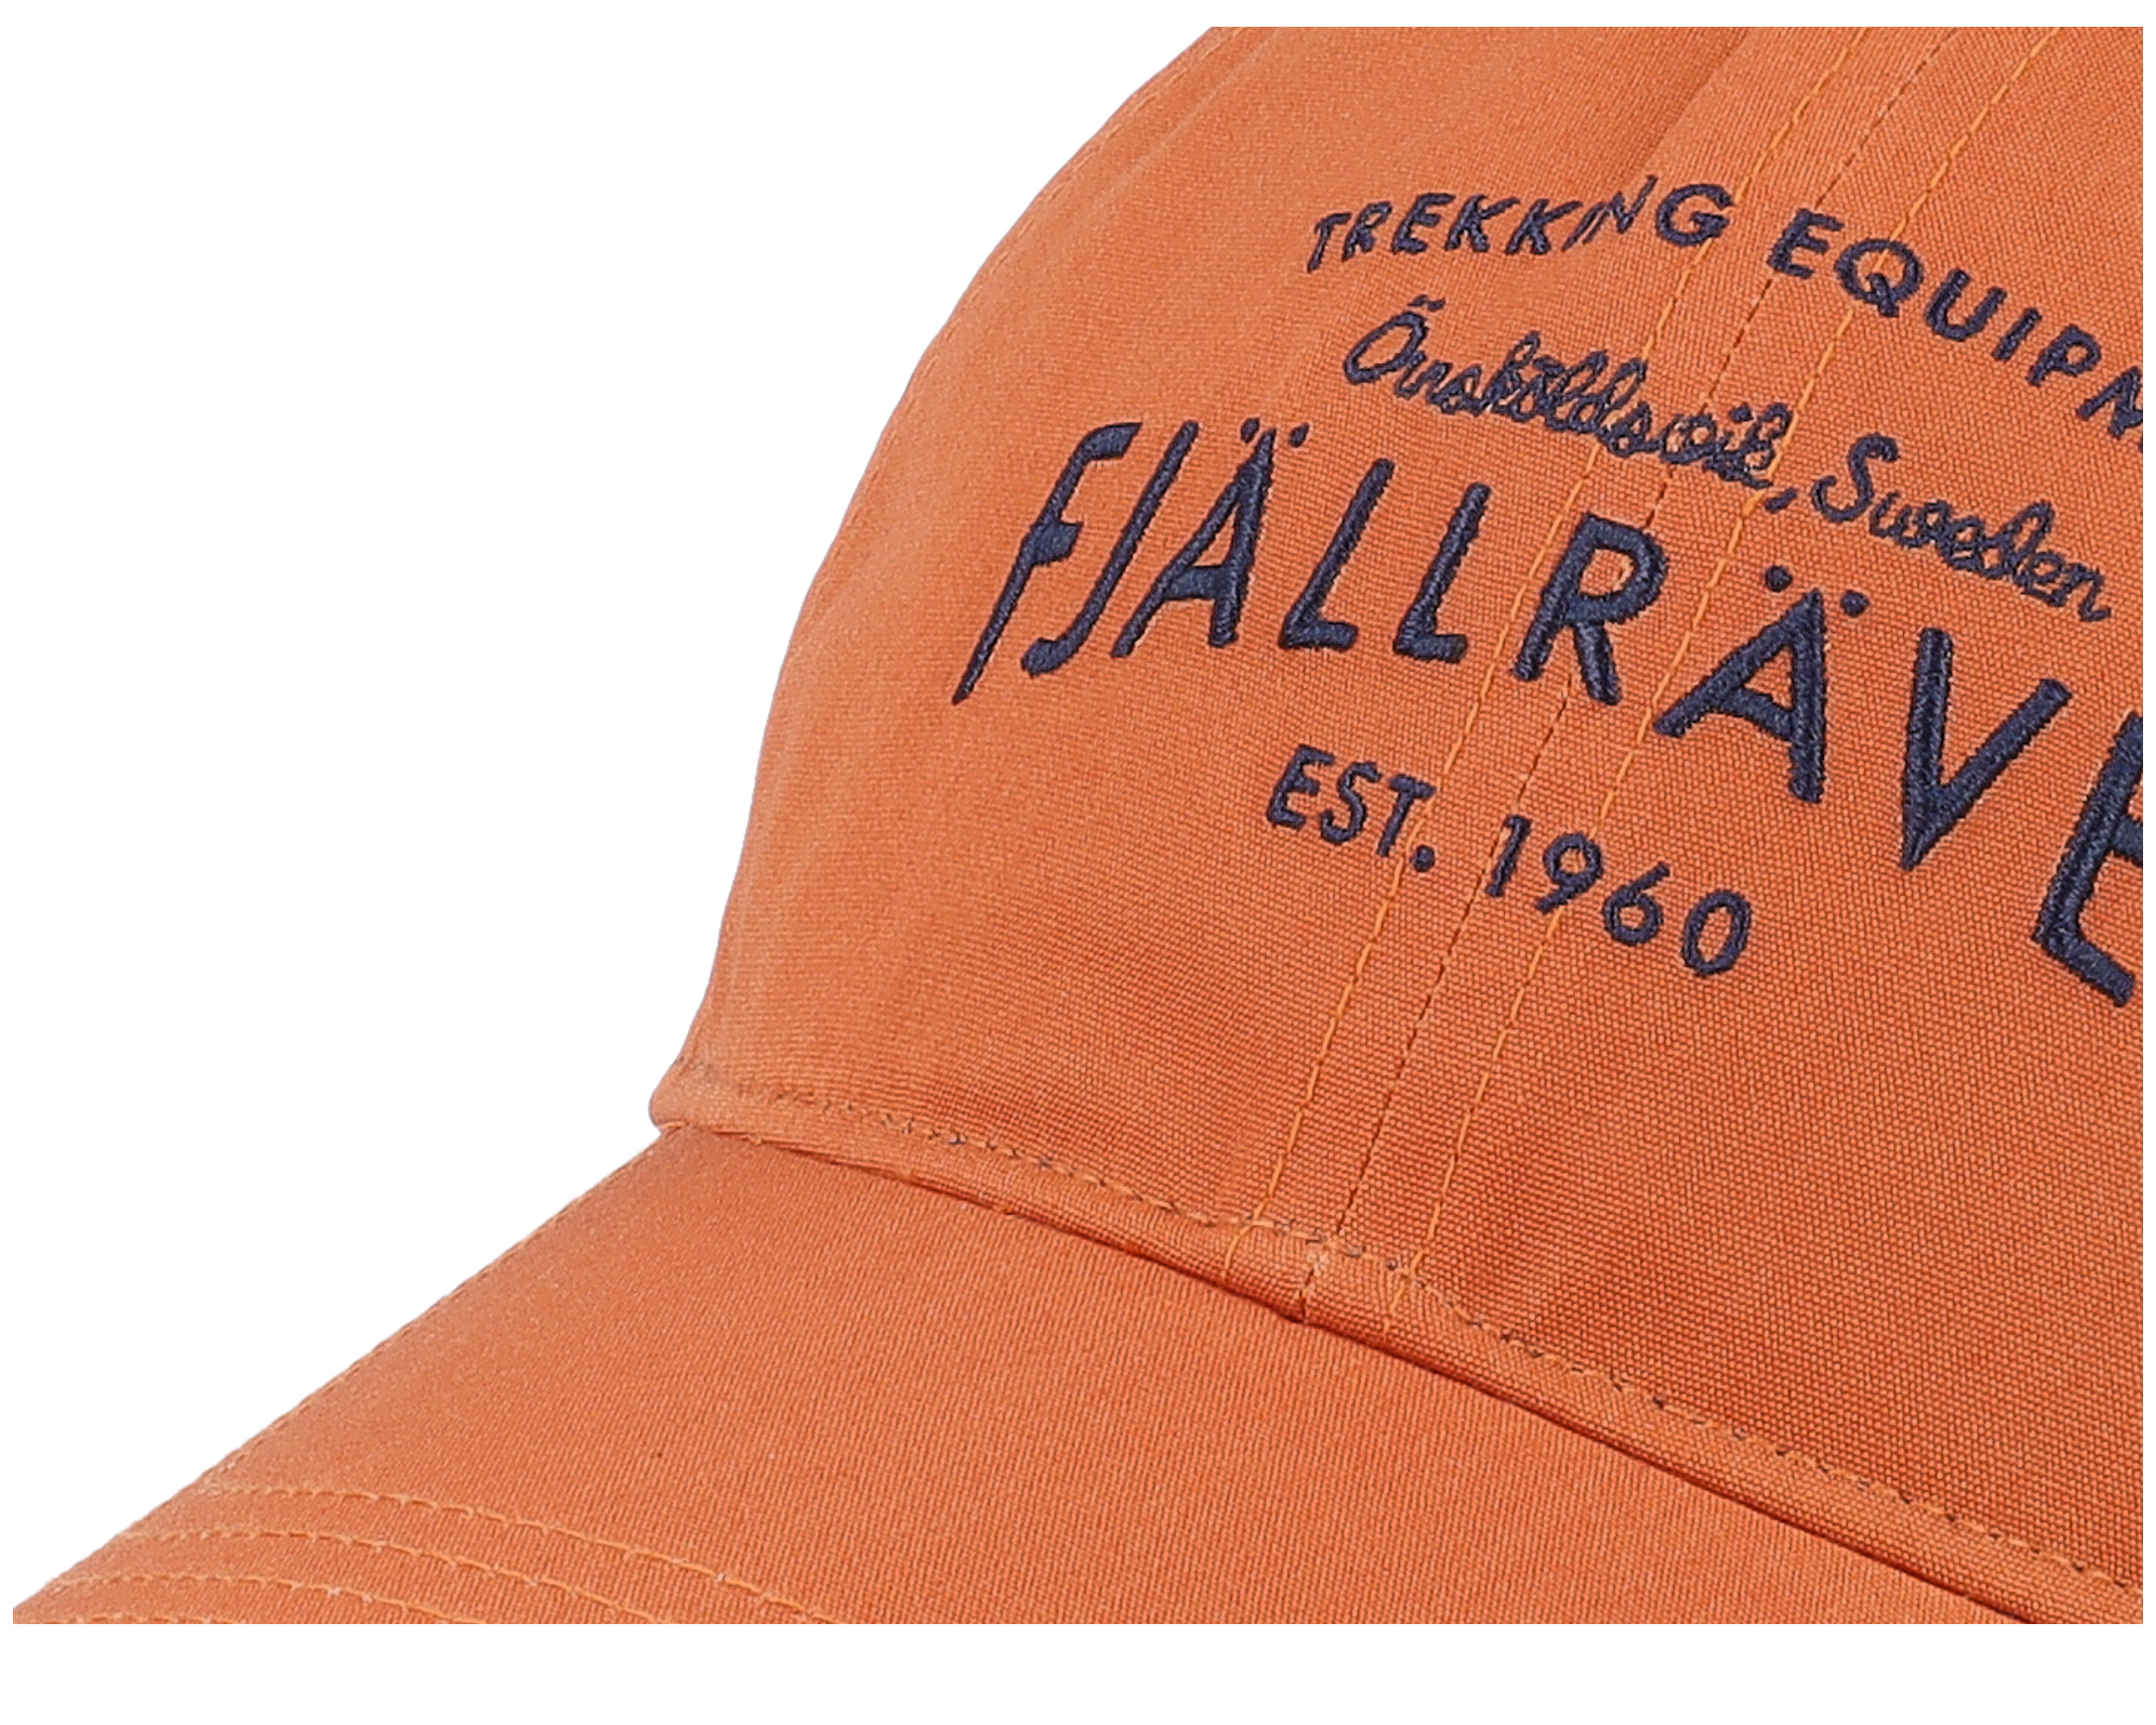 TREKKING EQUIPM
Örnsköldsvik, Sweden
FJÄLLRÄVE
EST. 1960